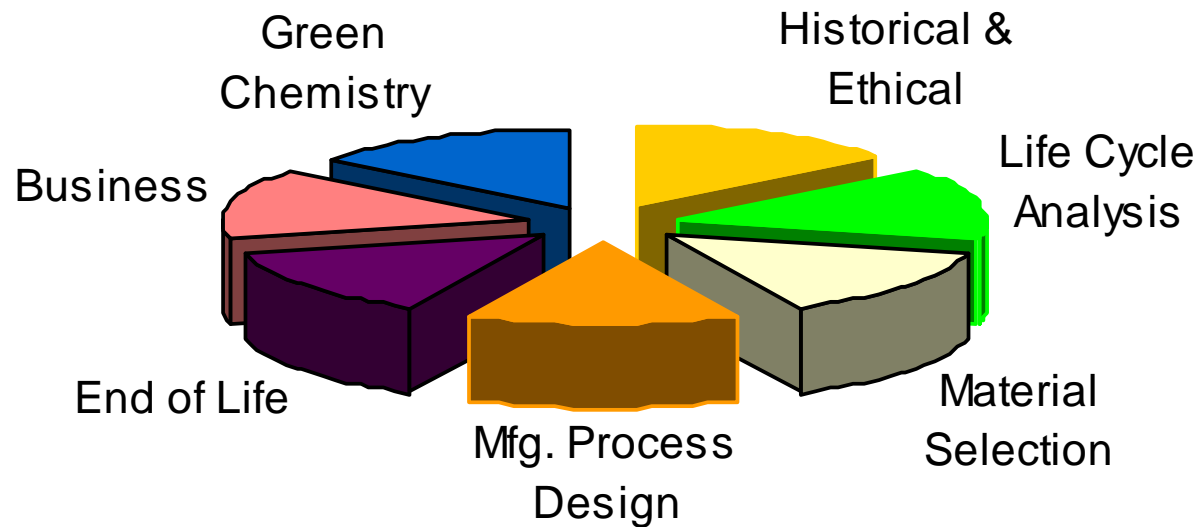 Green
Chemistry
Historical &
Ethical
Life Cycle
Analysis
Business
End of Life
Mfg. Process
Design
Material
Selection